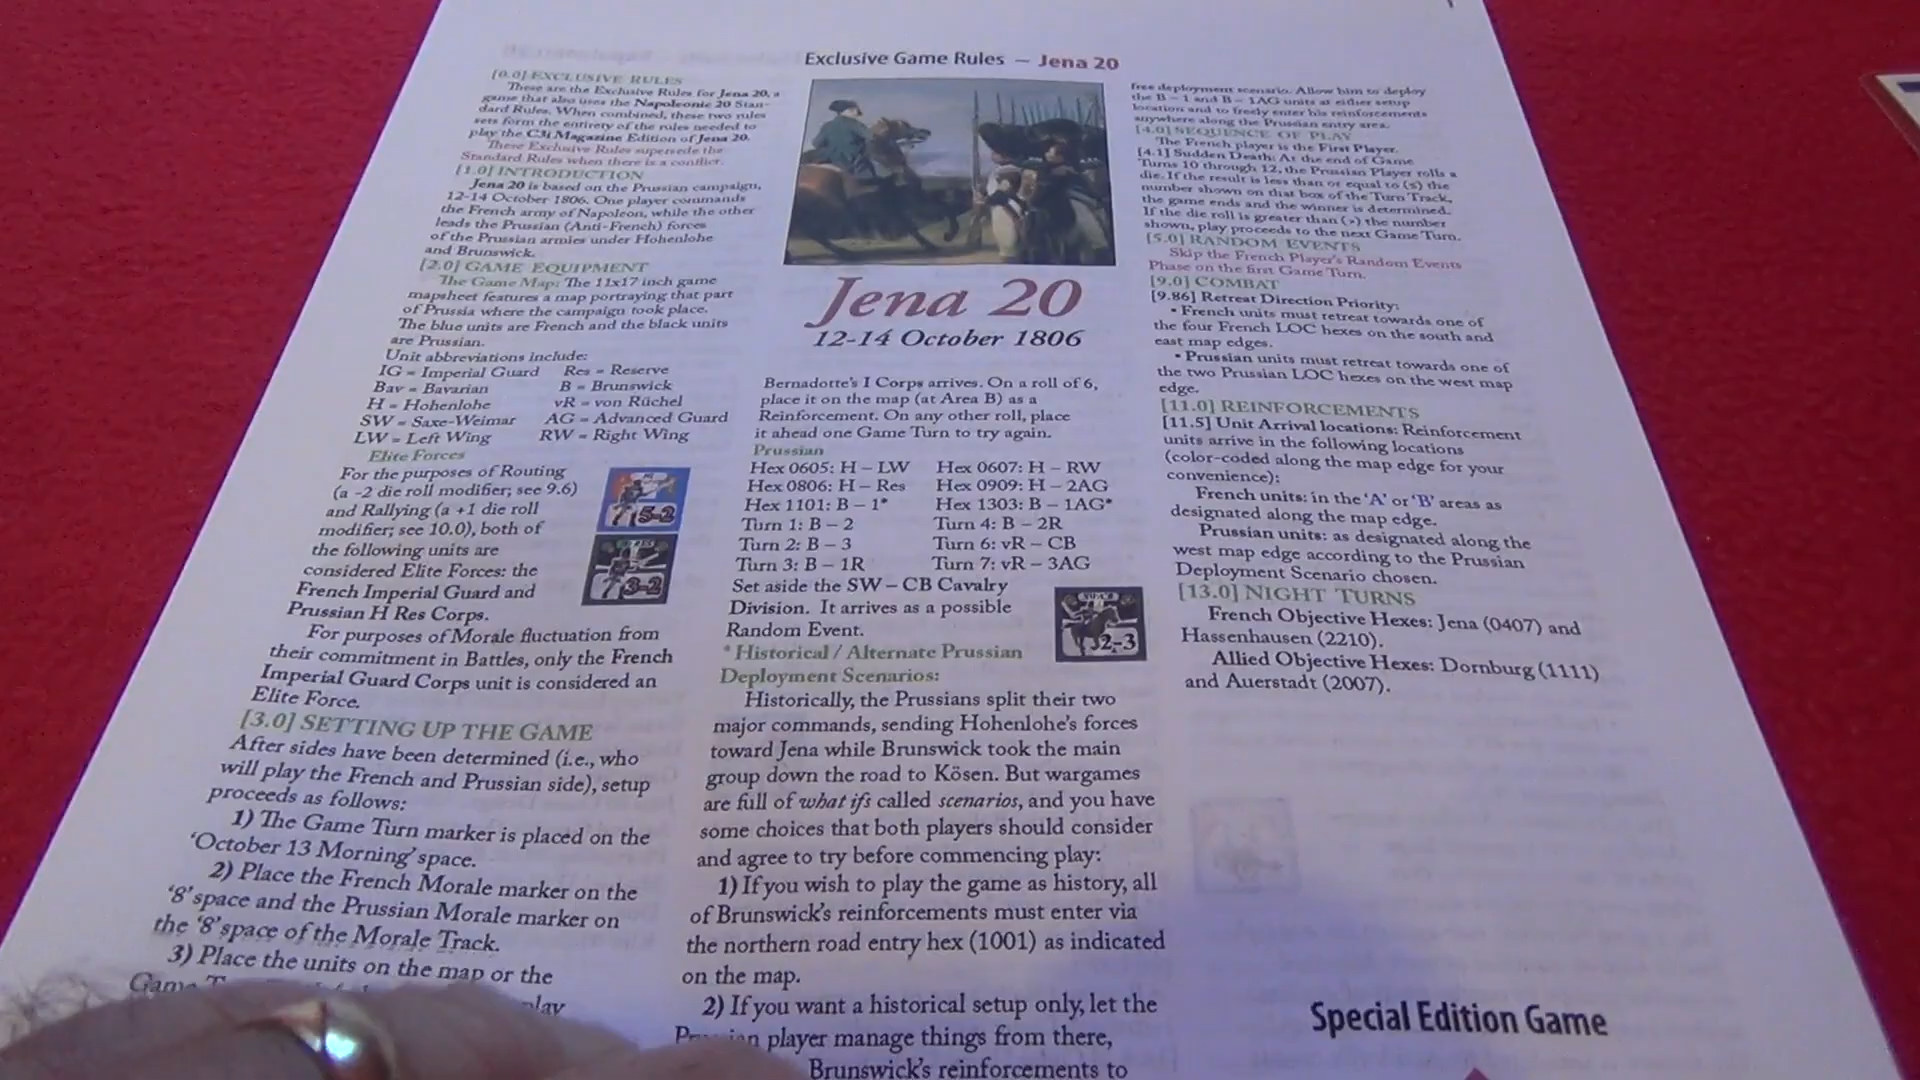 Exclusive Game Rules — Jena 20
[0.0] EXCLUSIVE RULES
These are the Exclusive Rules for Jena 20, a
game that also uses the Napoleonic 20 Stan-
dard Rules. When combined, these two rules
sets form the entirety of the rules needed to
play the C3i Magazine Edition of Jena 20.
These Exclusive Rules supersede the
Standard Rules when there is a conflict.
[1.0] INTRODUCTION
Jena 20 is based on the Prussian campaign,
12-14 October 1806. One player commands
the French army of Napoleon, while the other
leads the Prussian (Anti-French) forces
of the Prussian armies under Hohenlohe
and Brunswick.
[2.0] GAME EQUIPMENT
The Game Map: The 11x17 inch game
mapsheet features a map portraying that part
of Prussia where the campaign took place.
The blue units are French and the black units
are Prussian.
Unit abbreviations include:
IG = Imperial Guard Res = Reserve
Bav = Bavarian B = Brunswick
H = Hohenlohe vR = von Rüchel
SW = Saxe-Weimar AG = Advanced Guard
LW = Left Wing RW = Right Wing
Elite Forces
For the purposes of Routing
(a -2 die roll modifier; see 9.6)
and Rallying (a +1 die roll
modifier; see 10.0), both of
the following units are
considered Elite Forces: the
French Imperial Guard and
Prussian H Res Corps.
5-2
3-2
For purposes of Morale fluctuation from
their commitment in Battles, only the French
Imperial Guard Corps unit is considered an
Elite Force.
[3.0] SETTING UP THE GAME
After sides have been determined (i.e., who
will play the French and Prussian side), setup
proceeds as follows:
1) The Game Turn marker is placed on the
'October 13 Morning' space.
2) Place the French Morale marker on the
'8' space and the Prussian Morale marker on
the '8' space of the Morale Track.
3) Place the units on the map or the
Game
Jena 20
12-14 October 1806
Bernadotte's I Corps arrives. On a roll of 6,
place it on the map (at Area B) as a
Reinforcement. On any other roll, place
it ahead one Game Turn to try again.
Prussian
Hex 0605: H – LW Hex 0607: H – RW
Hex 0806: H – Res Hex 0909: H – 2AG
Hex 1101: B – 1* Hex 1303: B – 1AG*
Turn 1: B – 2 Turn 4: B – 2R
Turn 2: B – 3 Turn 6: vR – CB
Turn 3: B – 1R Turn 7: vR – 3AG
Set aside the SW – CB Cavalry
Division. It arrives as a possible
Random Event.
2-3
* Historical / Alternate Prussian
Deployment Scenarios:
Historically, the Prussians split their two
major commands, sending Hohenlohe's forces
toward Jena while Brunswick took the main
group down the road to Kösen. But wargames
are full of what ifs called scenarios, and you have
some choices that both players should consider
and agree to try before commencing play:
1) If you wish to play the game as history, all
of Brunswick's reinforcements must enter via
the northern road entry hex (1001) as indicated
on the map.
2) If you want a historical setup only, let the
player manage things from there,
Brunswick's reinforcements to
free deployment scenario. Allow him to deploy
the B – 1 and B – 1AG units at either setup
location and to freely enter his reinforcements
anywhere along the Prussian entry area.
[4.0] SEQUENCE OF PLAY
The French player is the First Player.
[4.1] Sudden Death: At the end of Game
Turns 10 through 12, the Prussian Player rolls a
die. If the result is less than or equal to (≤) the
number shown on that box of the Turn Track,
the game ends and the winner is determined.
If the die roll is greater than (>) the number
shown, play proceeds to the next Game Turn.
[5.0] RANDOM EVENTS
Skip the French Player's Random Events
Phase on the first Game Turn.
[9.0] COMBAT
[9.86] Retreat Direction Priority:
• French units must retreat towards one of
the four French LOC hexes on the south and
east map edges.
• Prussian units must retreat towards one of
the two Prussian LOC hexes on the west map
edge.
[11.0] REINFORCEMENTS
[11.5] Unit Arrival locations: Reinforcement
units arrive in the following locations
(color-coded along the map edge for your
convenience):
French units: in the 'A' or 'B' areas as
designated along the map edge.
Prussian units: as designated along the
west map edge according to the Prussian
Deployment Scenario chosen.
[13.0] NIGHT TURNS
French Objective Hexes: Jena (0407) and
Hassenhausen (2210).
Allied Objective Hexes: Dornburg (1111)
and Auerstadt (2007).
Special Edition Game